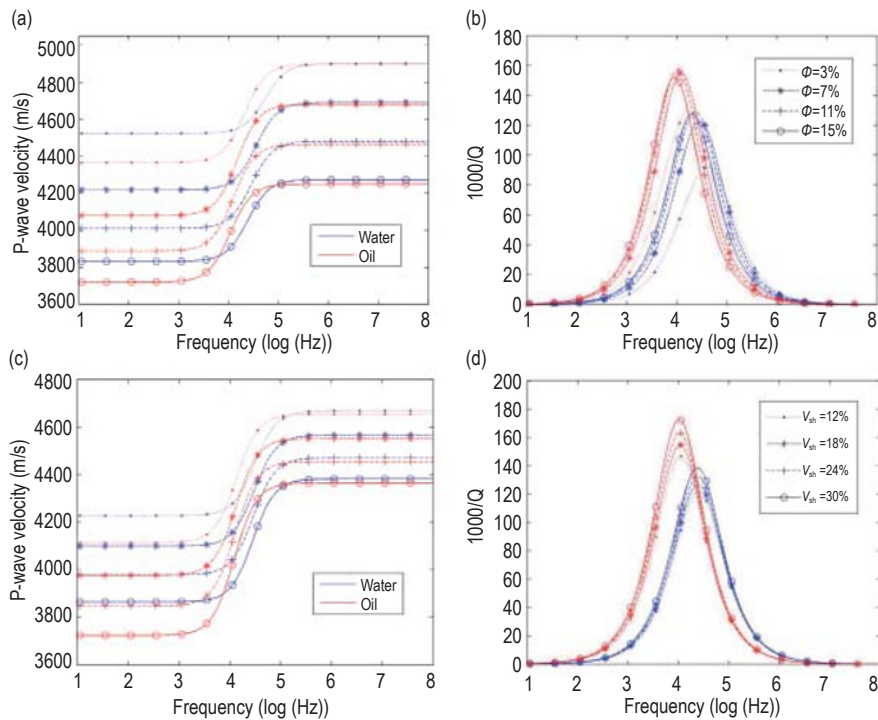 (a)
5000
4800
4600
4400
4200
4000
3800
3600
P-wave velocity (m/s)
1 2 3 4 5 6 7 8
Frequency (log (Hz))
Water
Oil
(b)
180
160
140
120
100
80
60
40
20
0
1000/Q
1 2 3 4 5 6 7 8
Frequency (log (Hz))
Φ=3%
Φ=7%
Φ=11%
Φ=15%
(c)
4800
4600
4400
4200
4000
3800
3600
P-wave velocity (m/s)
1 2 3 4 5 6 7 8
Frequency (log (Hz))
Water
Oil
(d)
200
180
160
140
120
100
80
60
40
20
0
1000/Q
1 2 3 4 5 6 7 8
Frequency (log (Hz))
Vsh =12%
Vsh =18%
Vsh =24%
Vsh =30%